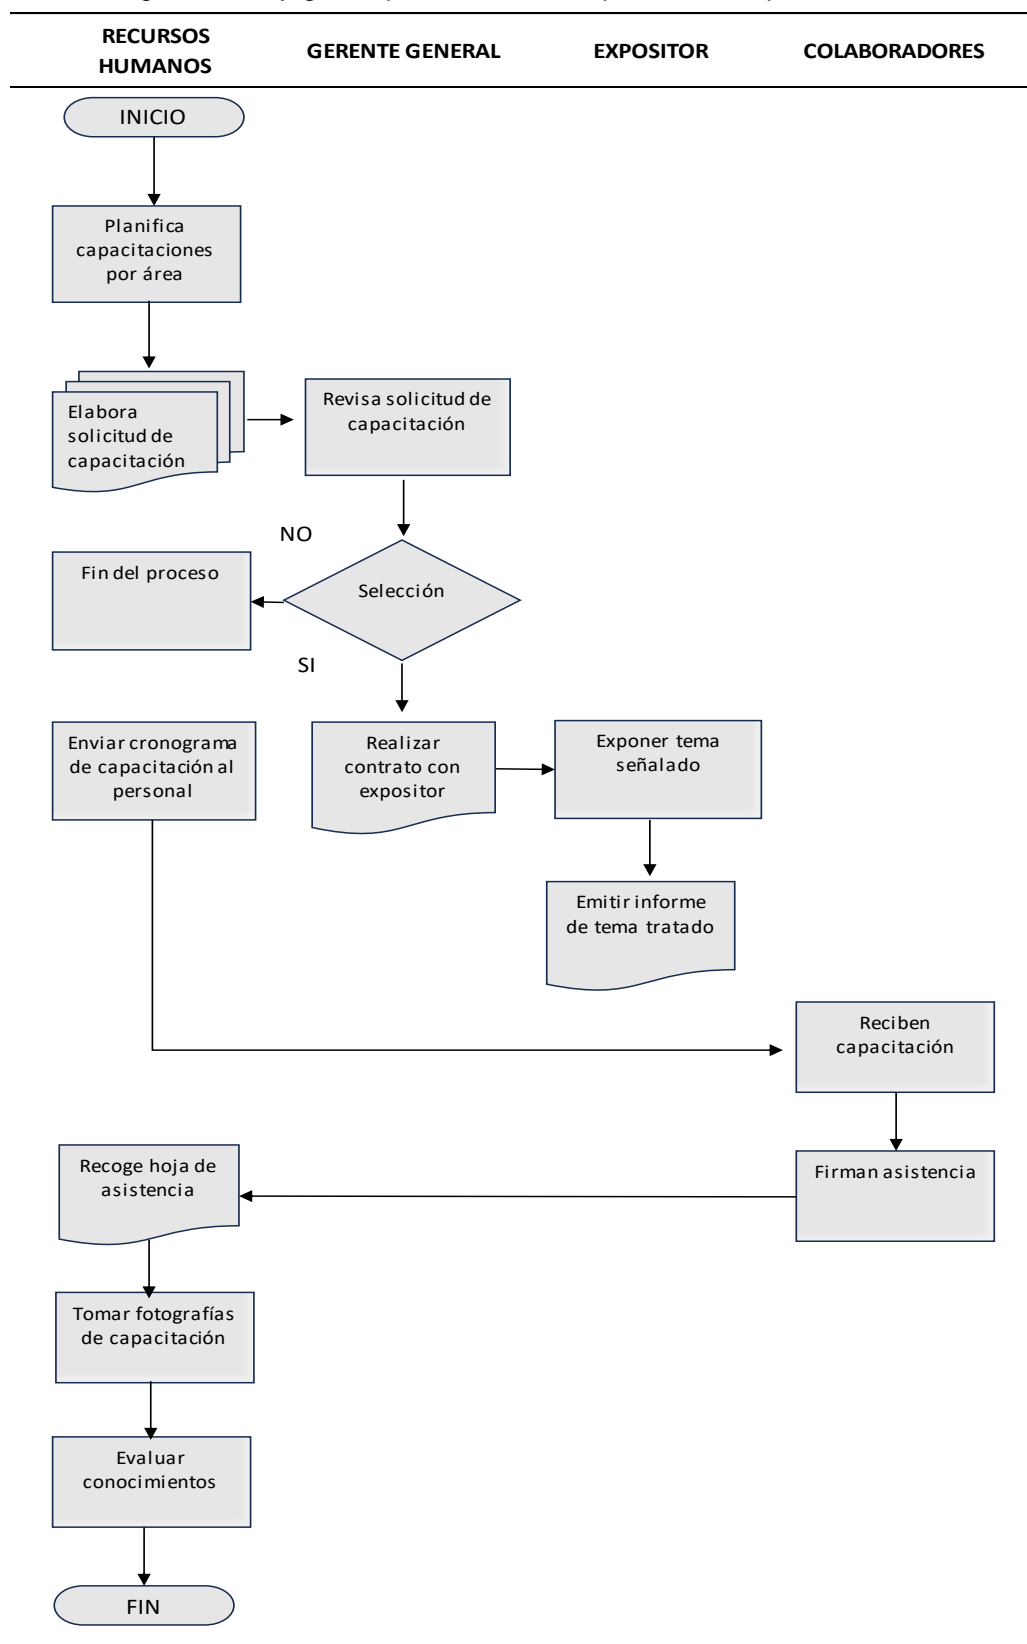 RECURSOS
HUMANOS
GERENTE GENERAL
EXPOSITOR
COLABORADORES
INICIO
Planifica
capacitaciones
por área
Elabora
solicitud de
capacitación
Revisa solicitud de
capacitación
NO
Fin del proceso
Selección
SI
Enviar cronograma
de capacitación al
personal
Realizar
contrato con
expositor
Exponer tema
señalado
Emitir informe
de tema tratado
Reciben
capacitación
Firman asistencia
Recoge hoja de
asistencia
Tomar fotografías
de capacitación
Evaluar
conocimientos
FIN